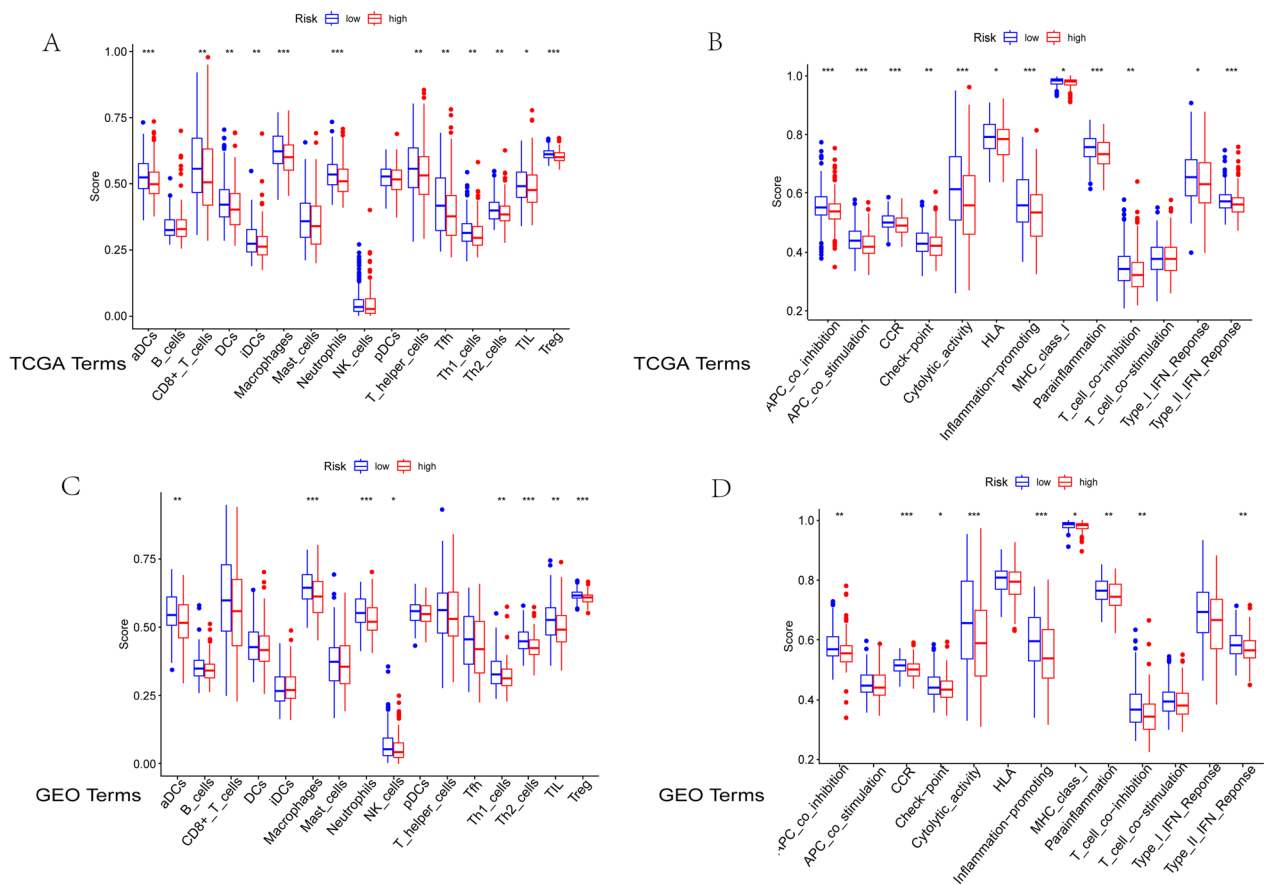 A
Risk low high
*** ** ** ** *** *** ** ** ** ** * ***
Score
1.00
0.75
0.50
0.25
0.00
TCGA Terms
aDCs
B_cells
CD8+_T_cells
DCs
iDCs
Macrophages
Mast_cells
Neutrophils
NK_cells
pDCs
T_helper_cells
Tfh
Th1_cells
Th2_cells
TIL
Treg
B
Risk low high
*** *** *** ** *** * *** * *** ** * ***
Score
1.0
0.8
0.6
0.4
0.2
TCGA Terms
APC_co_inhibition
APC_co_stimulation
CCR
Check-point
Cytolytic_activity
HLA
Inflammation-promoting
MHC_class_I
Parainflammation
T_cell_co-inhibition
T_cell_co-stimulation
Type_I_IFN_Reponse
Type_II_IFN_Reponse
C
Risk low high
** *** *** * ** *** ** ***
Score
0.75
0.50
0.25
0.00
GEO Terms
aDCs
B_cells
CD8+_T_cells
DCs
iDCs
Macrophages
Mast_cells
Neutrophils
NK_cells
pDCs
T_helper_cells
Tfh
Th1_cells
Th2_cells
TIL
Treg
D
Risk low high
** *** * *** *** * ** ** **
Score
1.0
0.8
0.6
0.4
0.2
GEO Terms
APC_co_inhibition
APC_co_stimulation
CCR
Check-point
Cytolytic_activity
HLA
Inflammation-promoting
MHC_class_I
Parainflammation
T_cell_co-inhibition
T_cell_co-stimulation
Type_I_IFN_Reponse
Type_II_IFN_Reponse